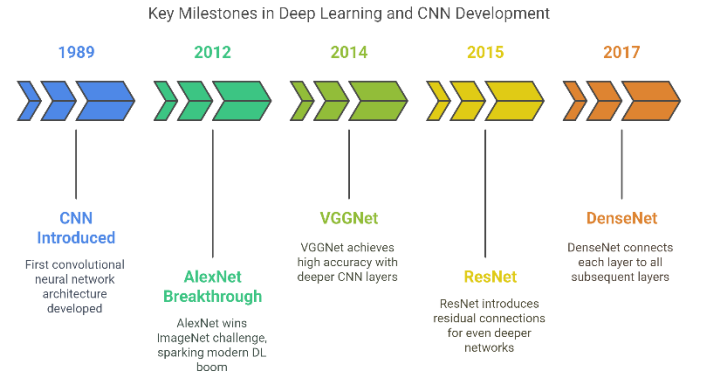 Key Milestones in Deep Learning and CNN Development
1989
2012
2014
2015
2017
CNN
Introduced
First convolutional
neural network
architecture
developed
AlexNet
Breakthrough
AlexNet wins
ImageNet challenge,
sparking modern DL
boom
VGGNet
VGGNet achieves
high accuracy with
deeper CNN layers
ResNet
ResNet introduces
residual connections
for even deeper
networks
DenseNet
DenseNet connects
each layer to all
subsequent layers